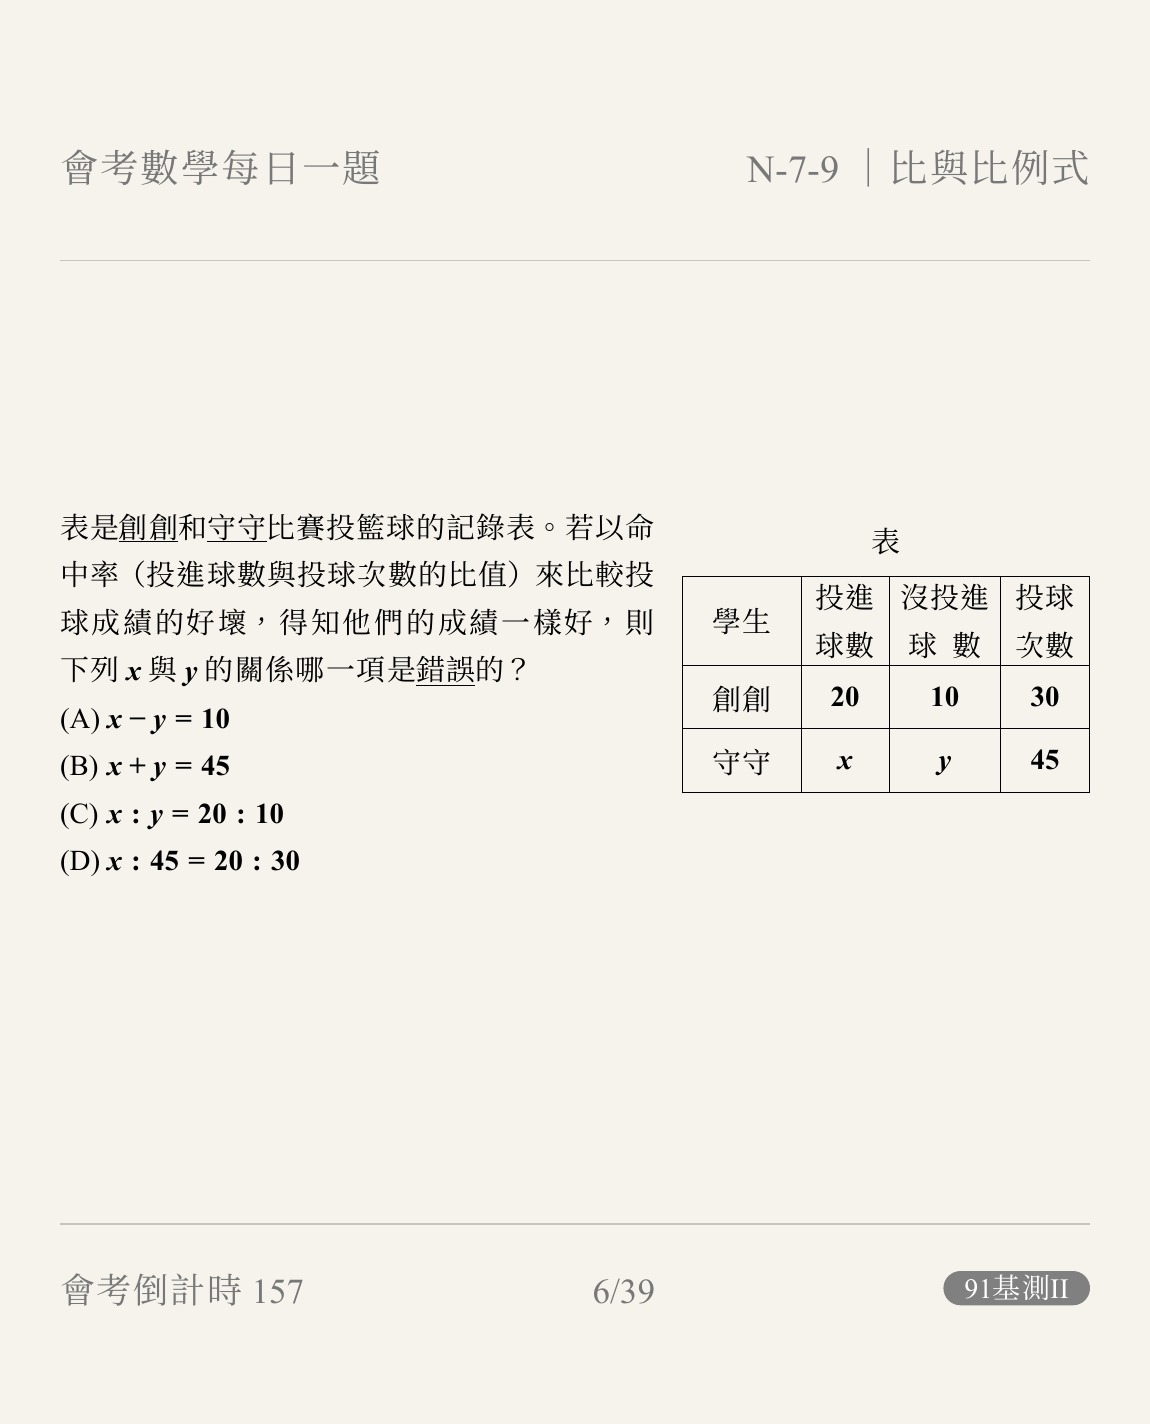 會考數學每日一題
N-7-9 | 比與比例式
表是創創和守守比賽投籃球的記錄表。若以命
中率（投進球數與投球次數的比值）來比較投
球成績的好壞，得知他們的成績一樣好，則
下列 x 與 y 的關係哪一項是錯誤的？
(A) x − y = 10
(B) x + y = 45
(C) x : y = 20 : 10
(D) x : 45 = 20 : 30
表
學生 投進球數 沒投進球數 投球次數
創創 20 10 30
守守 x y 45
會考倒計時 157
6/39
91基測II